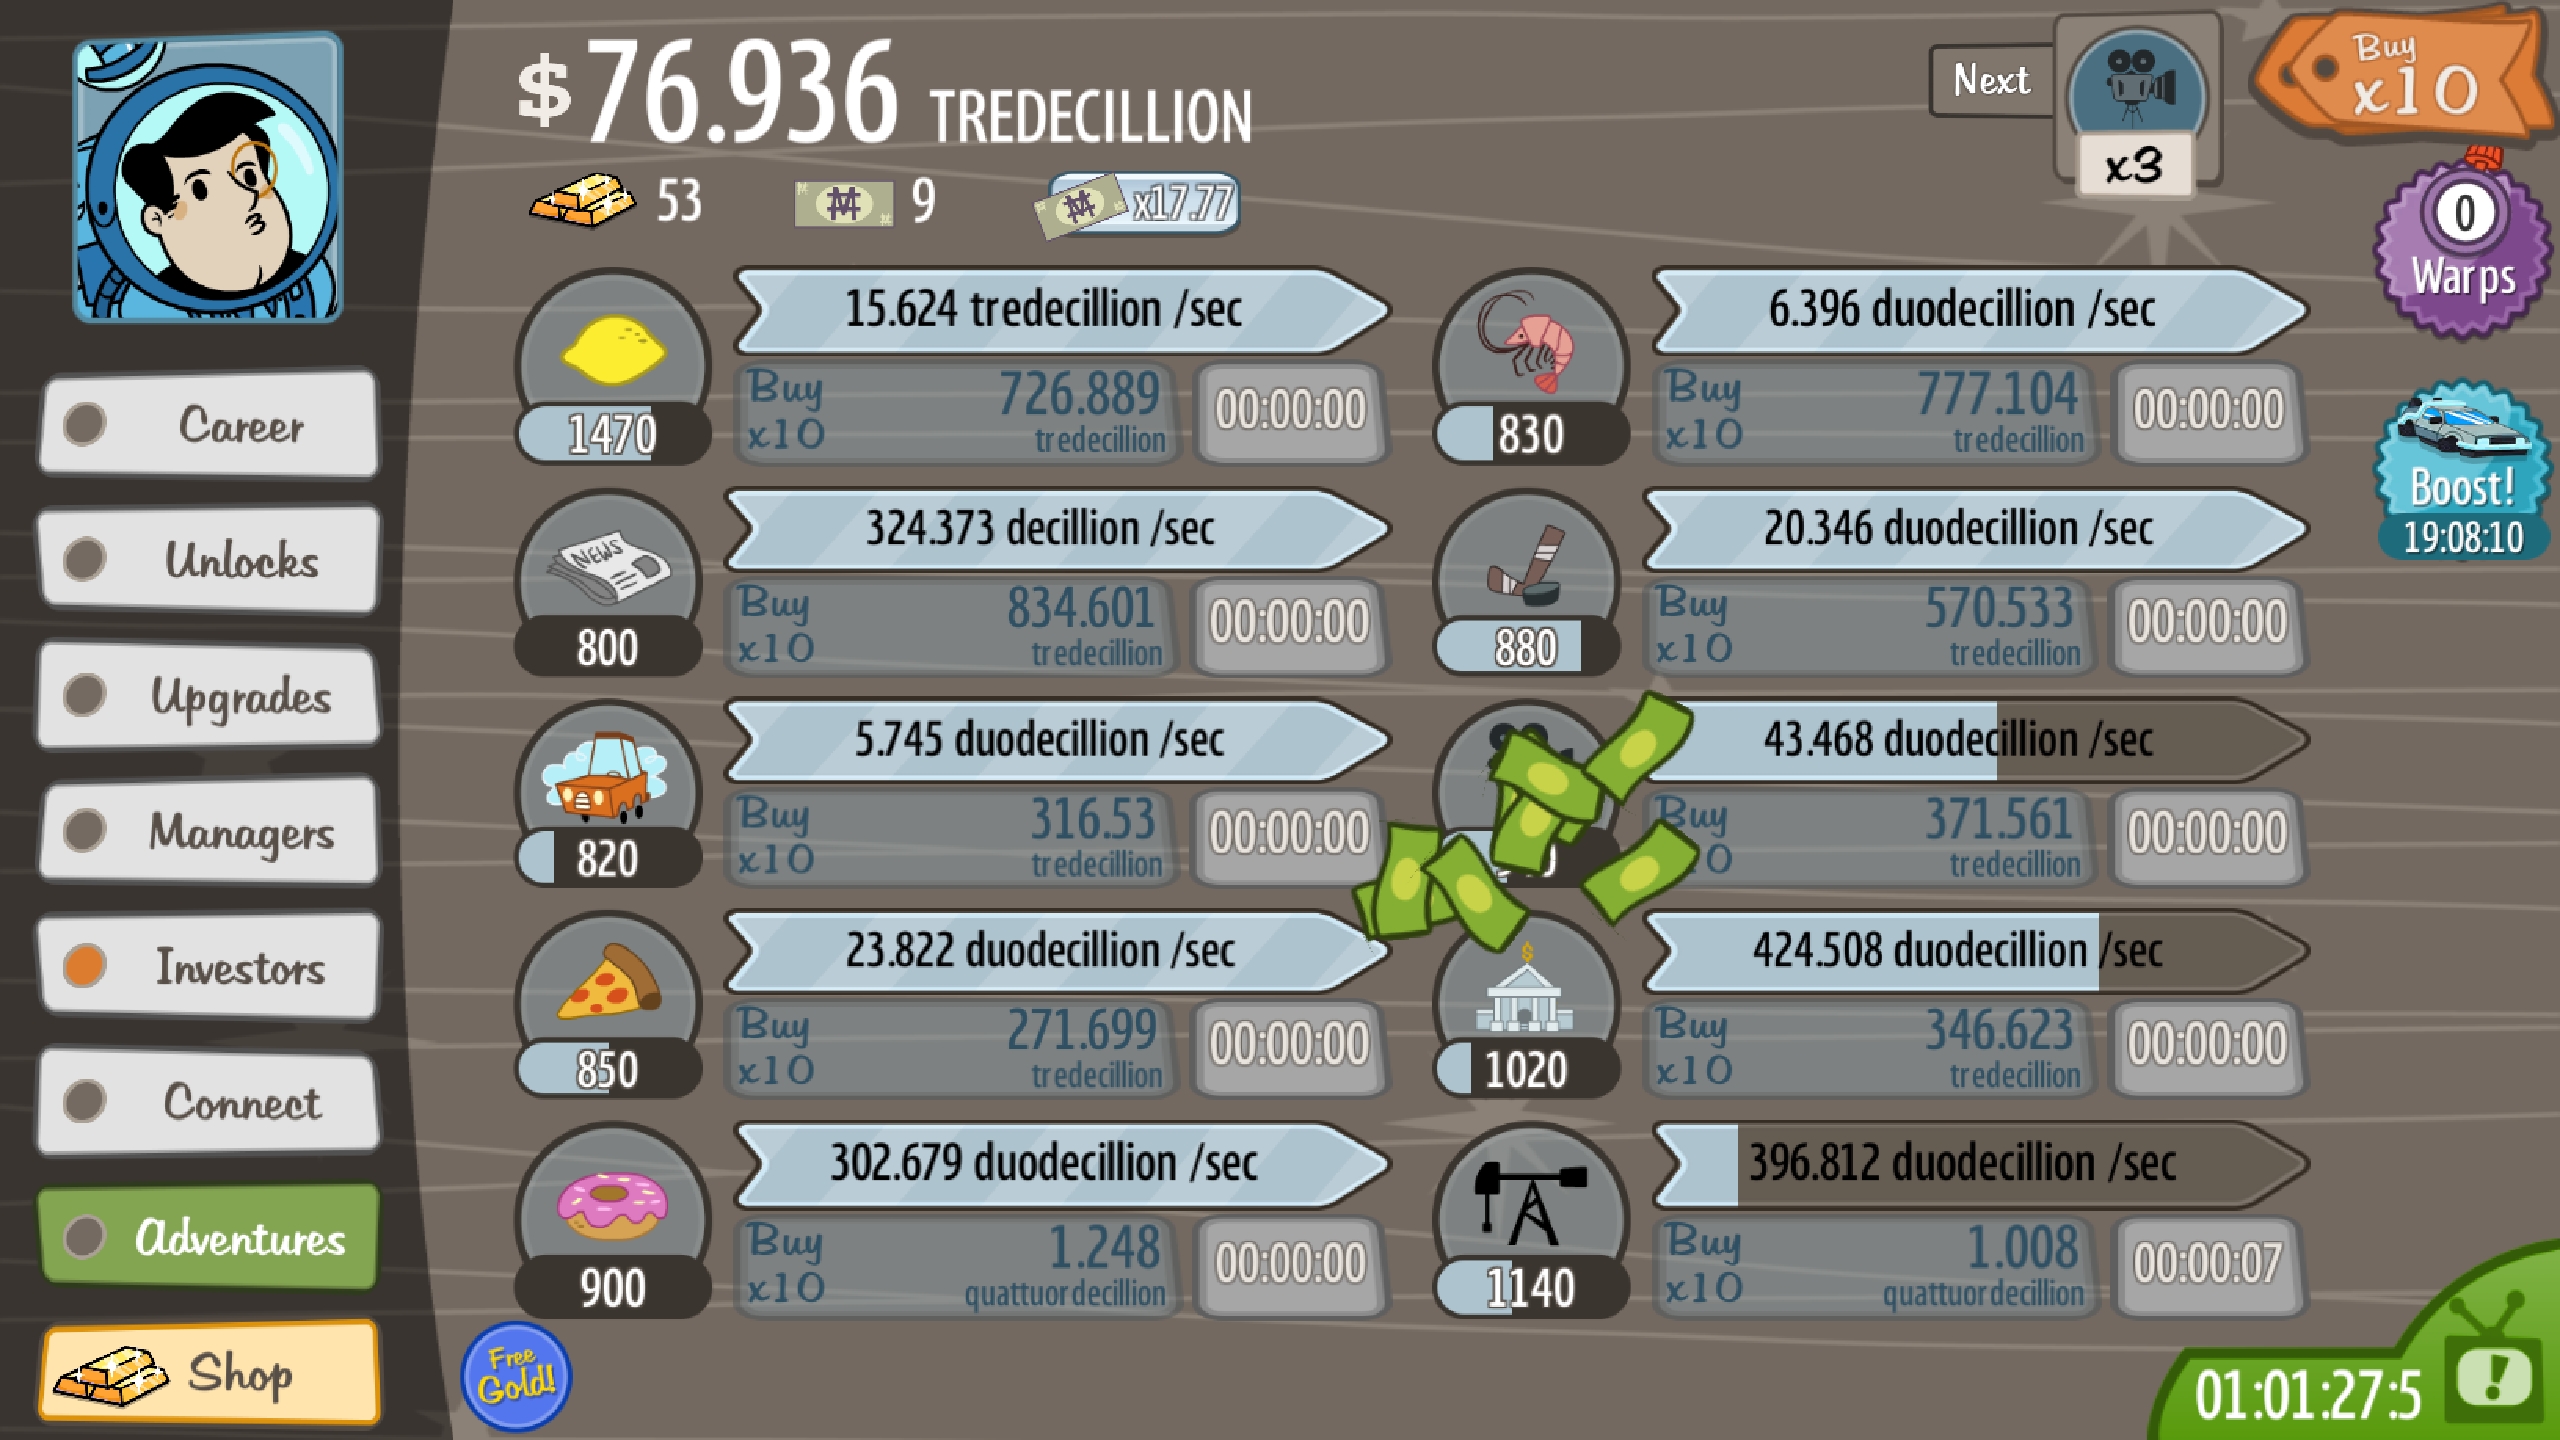 $76.936 TREDECILLION
53
9
x17.77
Next
x3
Buy
x10
0
Warps
Boost!
19:08:10
Career
Unlocks
Upgrades
Managers
Investors
Connect
Adventures
Shop
15.624 tredecillion /sec
1470
Buy
x10
726.889
tredecillion
00:00:00
NEWS
324.373 decillion /sec
800
Buy
x10
834.601
tredecillion
00:00:00
5.745 duodecillion /sec
820
Buy
x10
316.53
tredecillion
00:00:00
23.822 duodecillion /sec
850
Buy
x10
271.699
tredecillion
00:00:00
302.679 duodecillion /sec
900
Buy
x10
1.248
quattuordecillion
00:00:00
6.396 duodecillion /sec
830
Buy
x10
777.104
tredecillion
00:00:00
20.346 duodecillion /sec
880
Buy
x10
570.533
tredecillion
00:00:00
43.468 duodecillion /sec
Buy
371.561
tredecillion
00:00:00
$
424.508 duodecillion /sec
1020
Buy
x10
346.623
tredecillion
00:00:00
396.812 duodecillion /sec
1140
Buy
x10
1.008
quattuordecillion
00:00:07
Free
Gold!
01:01:27:5
!